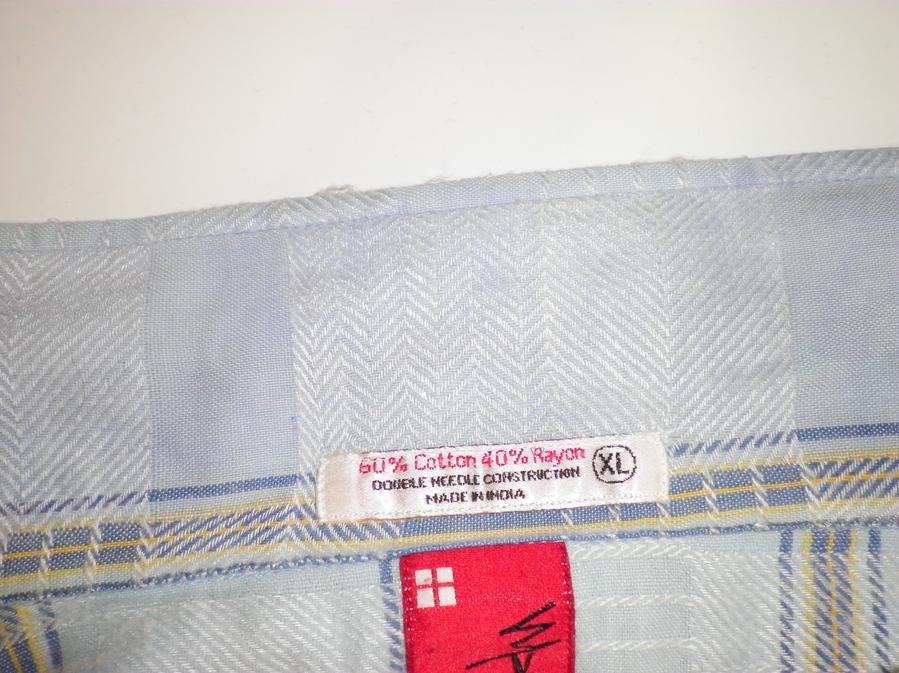 60% Cotton 40% Rayon
XL
DOUBLE NEEDLE CONSTRUCTION
MADE IN INDIA